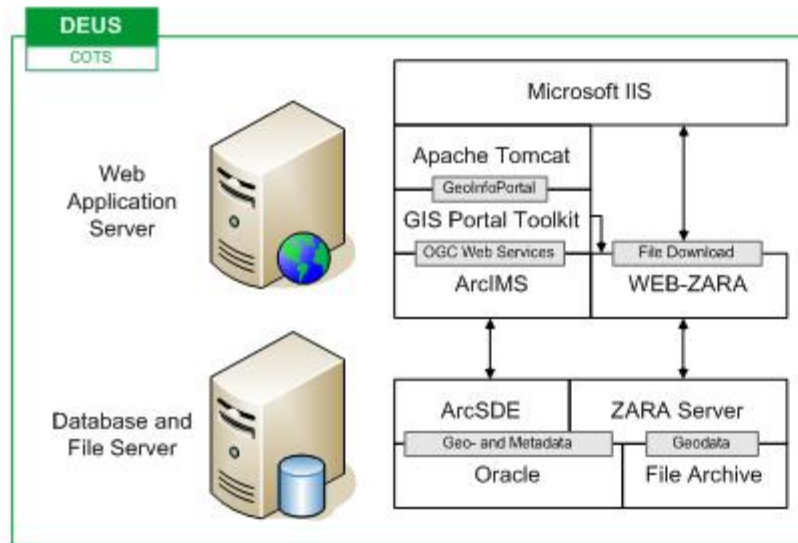 DEUS
COTS
Microsoft IIS
Web
Application
Server
Apache Tomcat
GeoInfoPortal
GIS Portal Toolkit
OGC Web Services
File Download
ArcIMS
WEB-ZARA
Database and
File Server
ArcSDE
ZARA Server
Geo- and Metadata
Geodata
Oracle
File Archive